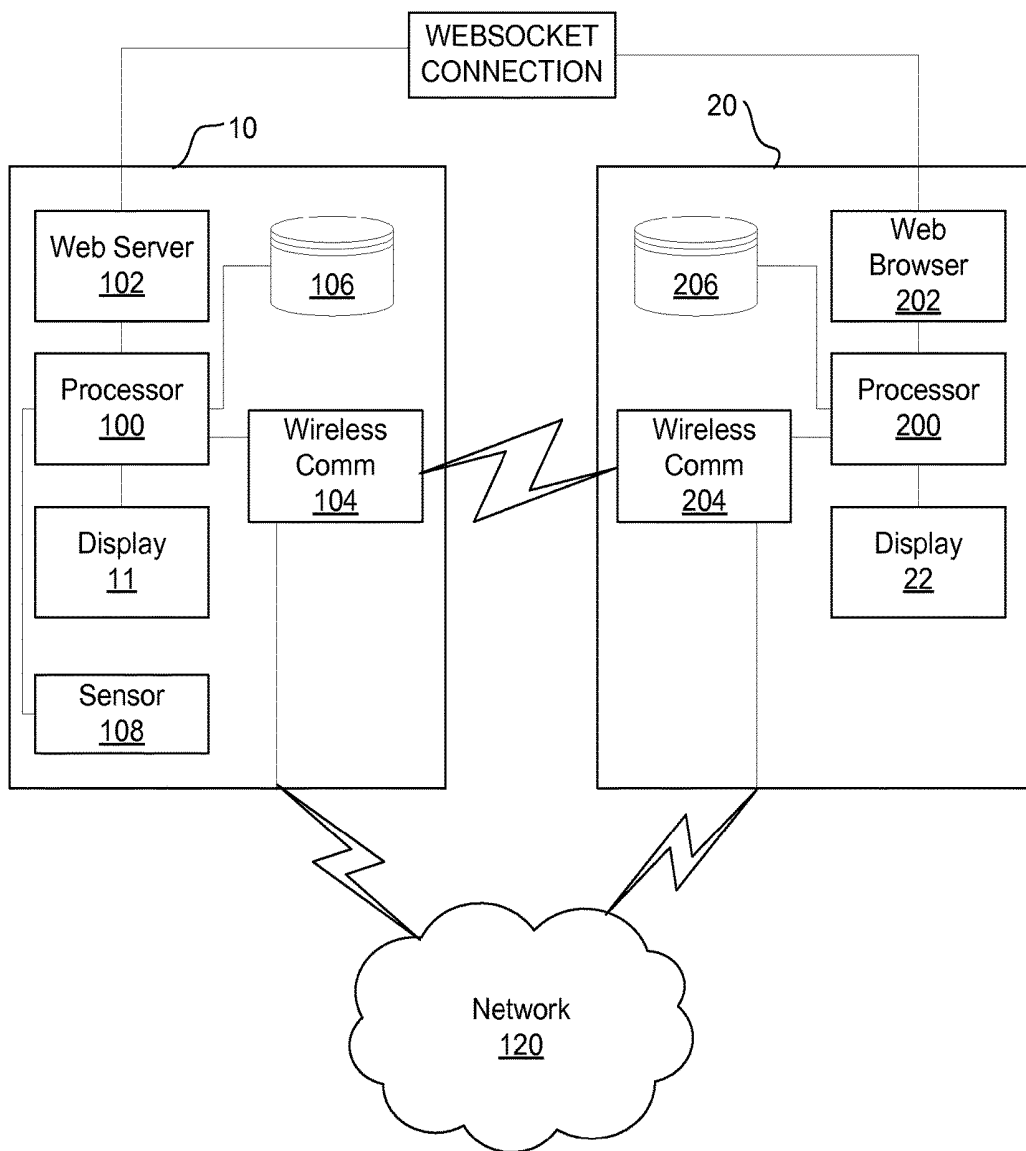 WEBSOCKET
CONNECTION
10
20
Web Server
102
106
Processor
100
Wireless
Comm
104
Display
11
Sensor
108
206
Web
Browser
202
Processor
200
Wireless
Comm
204
Display
22
Network
120